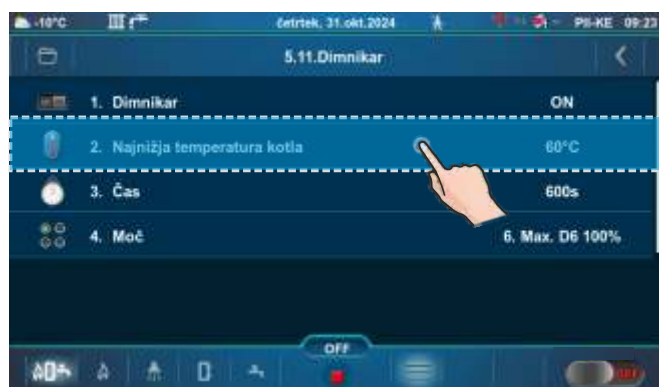 -10°C četrtek, 31.okt.2024 PII-KE 09:23
5.11.Dimnikar
1. Dimnikar ON
2. Najnižja temperatura kotla 60°C
3. Čas 600s
4. Moč 6. Max. D6 100%
OFF
OFF